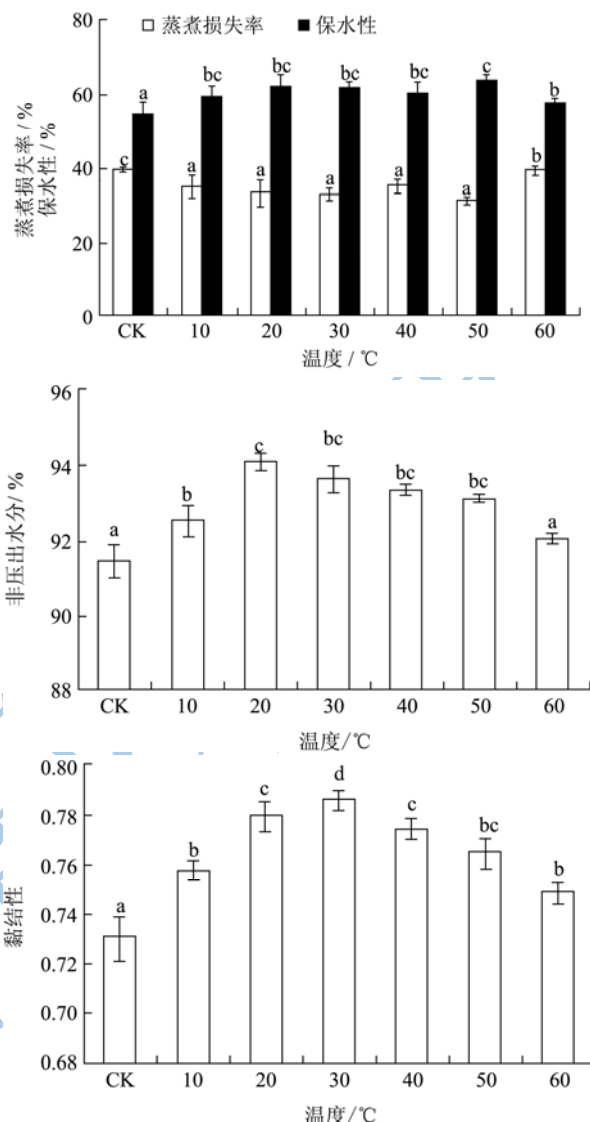 80
□ 蒸煮损失率 ■ 保水性
60
40
20
0
蒸煮损失率 / %
保水性 / %
c a a bc a bc a bc a bc a c b b
CK 10 20 30 40 50 60
温度 / ℃
96
94
92
90
88
非压出水分/ %
a b c bc bc bc a
CK 10 20 30 40 50 60
温度/℃
0.80
0.78
0.76
0.74
0.72
0.70
0.68
黏结性
a b c d c bc b
CK 10 20 30 40 50 60
温度/℃